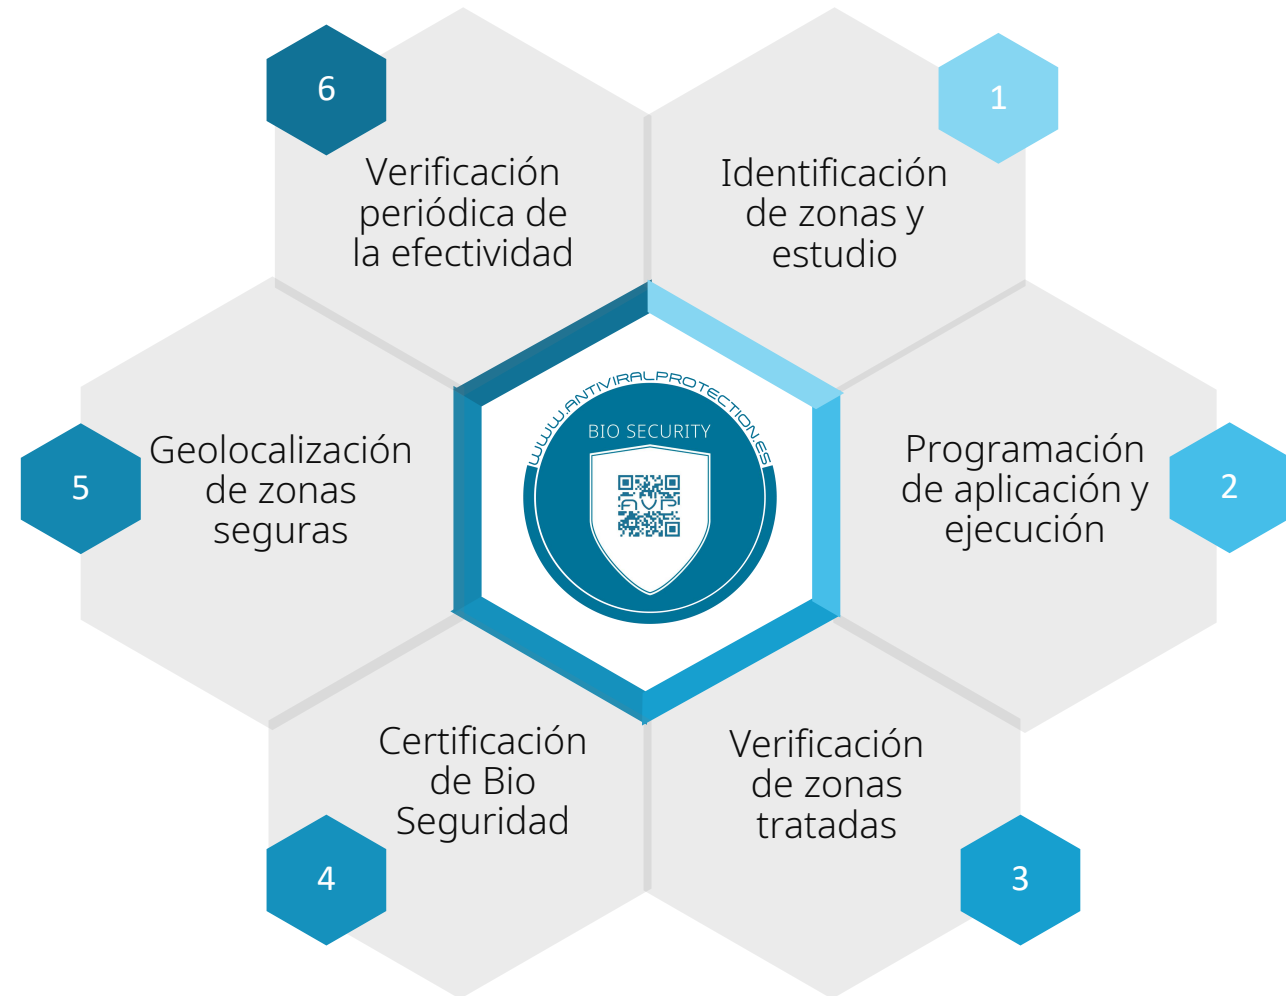 6
Verificación
periódica de
la efectividad
1
Identificación
de zonas y
estudio
5
Geolocalización
de zonas
seguras
WWW.ANTIVIRALPROTECTION.ES
BIO SECURITY
AVP
Programación
de aplicación y
ejecución
2
Certificación
de Bio
Seguridad
4
Verificación
de zonas
tratadas
3